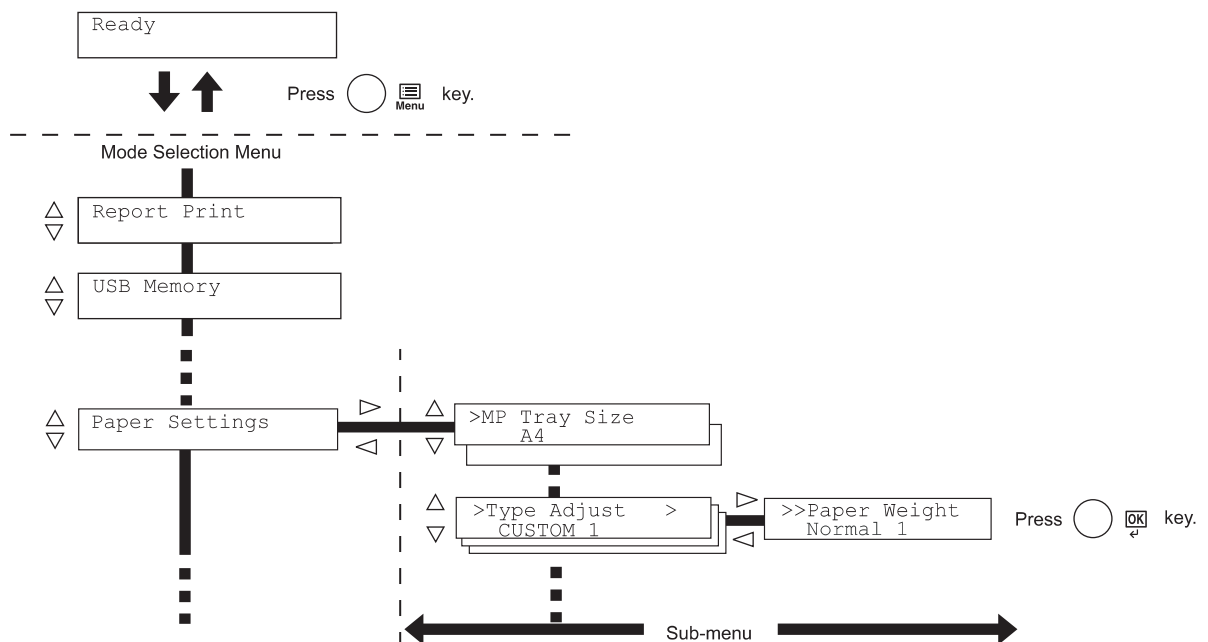 Ready
Press Menu key.
Mode Selection Menu
Report Print
USB Memory
Paper Settings
>MP Tray Size
A4
>Type Adjust >
CUSTOM 1
>>Paper Weight
Normal 1
Press OK key.
Sub-menu